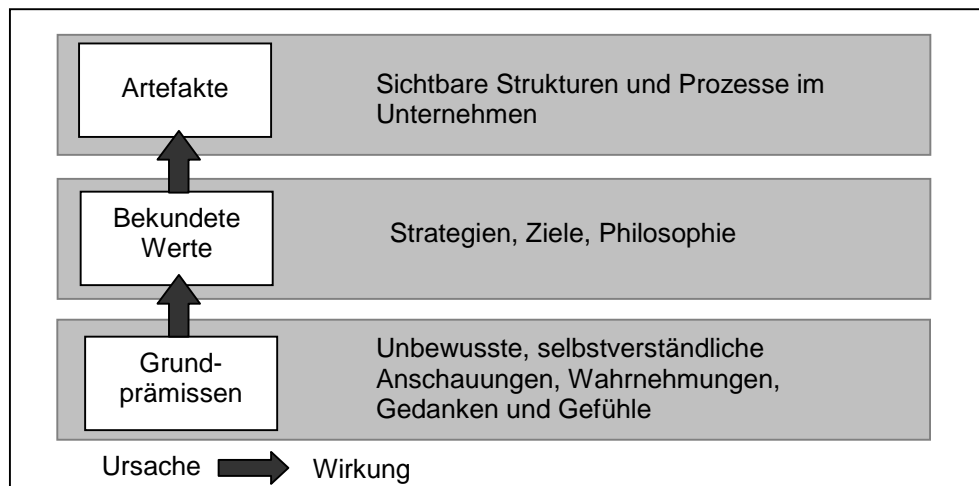 Artefakte
Sichtbare Strukturen und Prozesse im
Unternehmen
Bekundete
Werte
Strategien, Ziele, Philosophie
Grund-
prämissen
Unbewusste, selbstverständliche
Anschauungen, Wahrnehmungen,
Gedanken und Gefühle
Ursache Wirkung